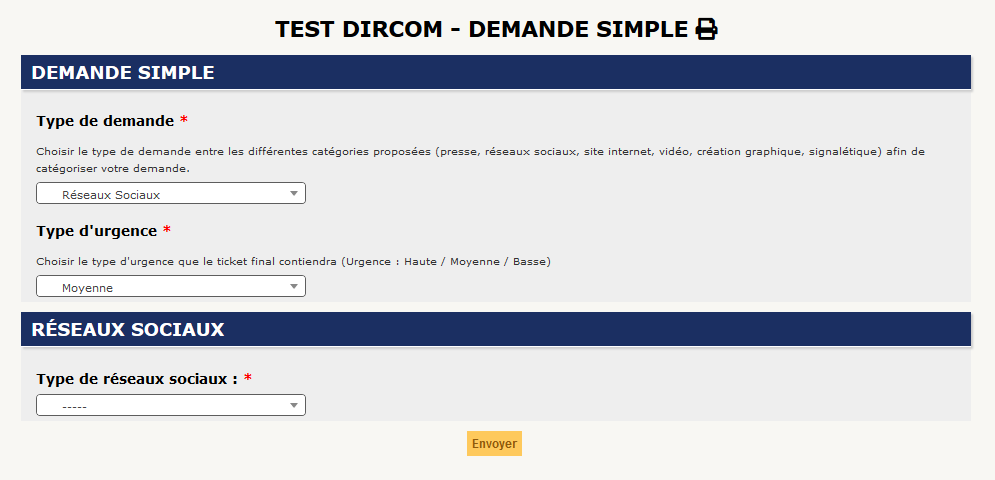 TEST DIRCOM - DEMANDE SIMPLE
DEMANDE SIMPLE
Type de demande *
Choisir le type de demande entre les différentes catégories proposées (presse, réseaux sociaux, site internet, vidéo, création graphique, signalétique) afin de
catégoriser votre demande.
Réseaux Sociaux
Type d'urgence *
Choisir le type d'urgence que le ticket final contiendra (Urgence : Haute / Moyenne / Basse)
Moyenne
RÉSEAUX SOCIAUX
Type de réseaux sociaux : *
-----
Envoyer